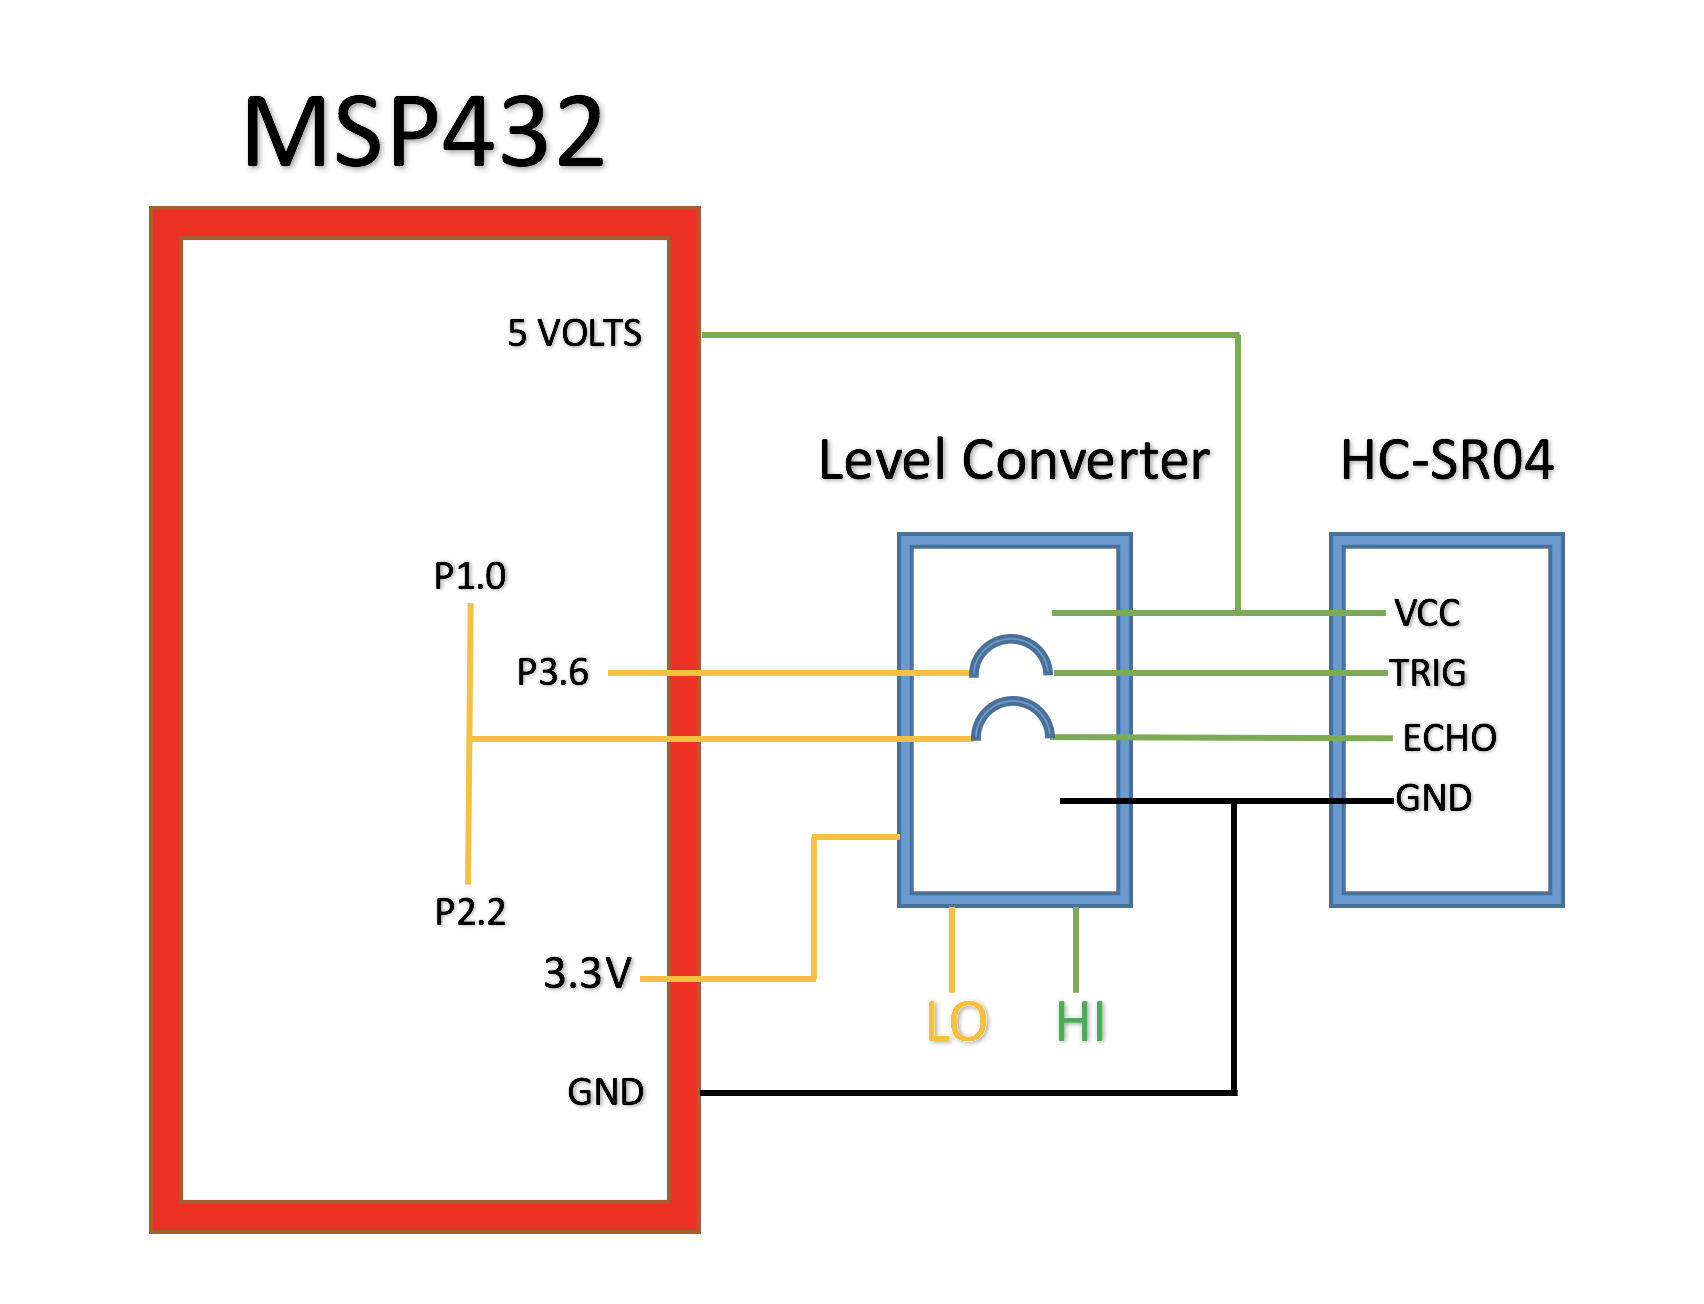 MSP432
5 VOLTS
Level Converter
HC-SR04
P1.0
VCC
P3.6
TRIG
ECHO
GND
P2.2
3.3V
LO
HI
GND